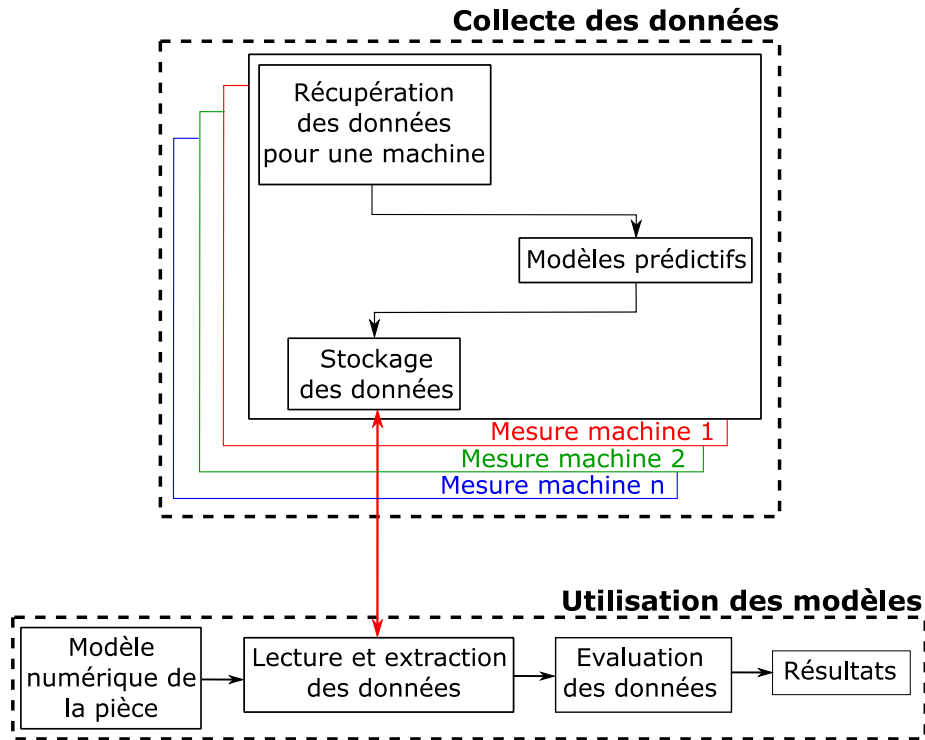 Collecte des données
Récupération
des données
pour une machine
Modèles prédictifs
Stockage
des données
Mesure machine 1
Mesure machine 2
Mesure machine n
Utilisation des modèles
Modèle
numérique de
la pièce
Lecture et extraction
des données
Evaluation
des données
Résultats